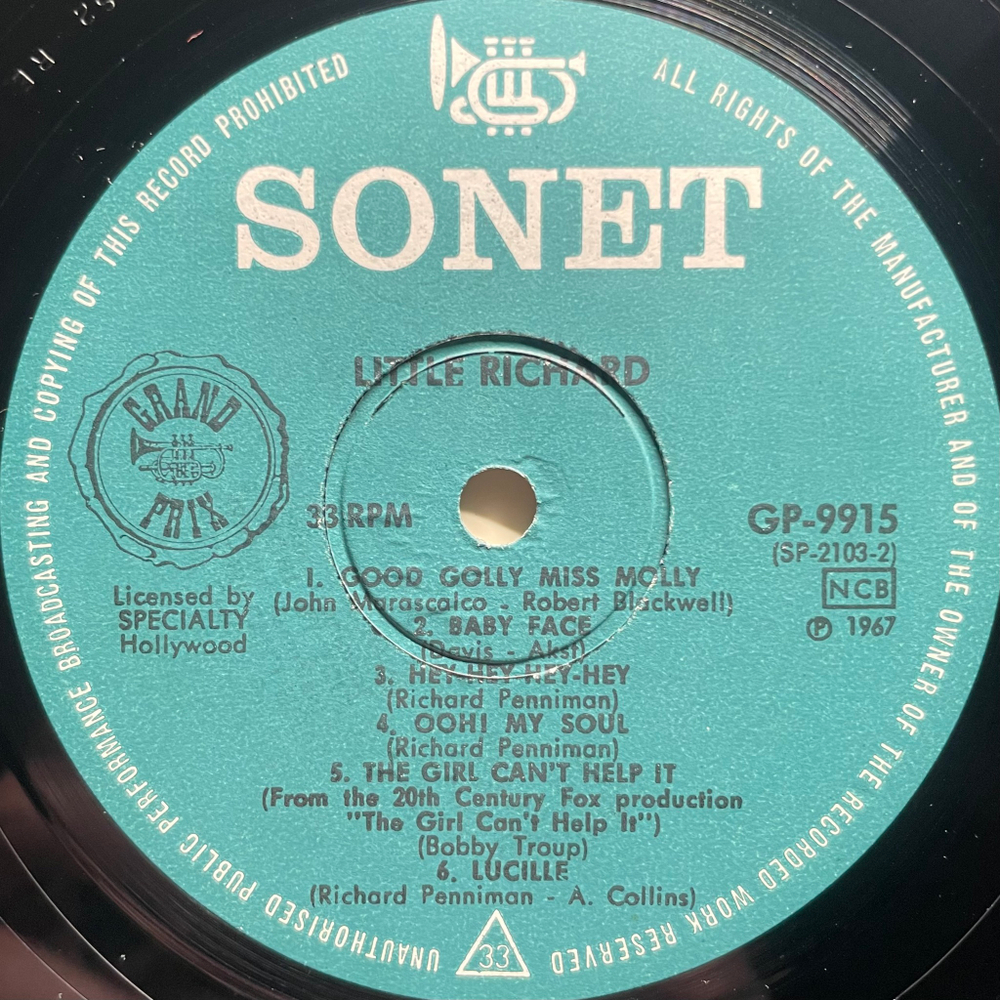 UNAUTHORISED PUBLIC PERFORMANCE BROADCASTING AND COPYING OF THIS RECORD PROHIBITED
ALL RIGHTS OF THE MANUFACTURER AND OF THE OWNER OF THE RECORDED WORK RESERVED
SONET
LITTLE RICHARD
GRAND
PRIX
33 RPM
GP-9915
(SP-2103-2)
NCB
℗ 1967
Licensed by
SPECIALTY
Hollywood
1. GOOD GOLLY MISS MOLLY
(John Marascalco - Robert Blackwell)
2. BABY FACE
(Davis - Akst)
3. HEY-HEY-HEY-HEY
(Richard Penniman)
4. OOH! MY SOUL
(Richard Penniman)
5. THE GIRL CAN'T HELP IT
(From the 20th Century Fox production
"The Girl Can't Help It")
(Bobby Troup)
6. LUCILLE
(Richard Penniman - A. Collins)
33